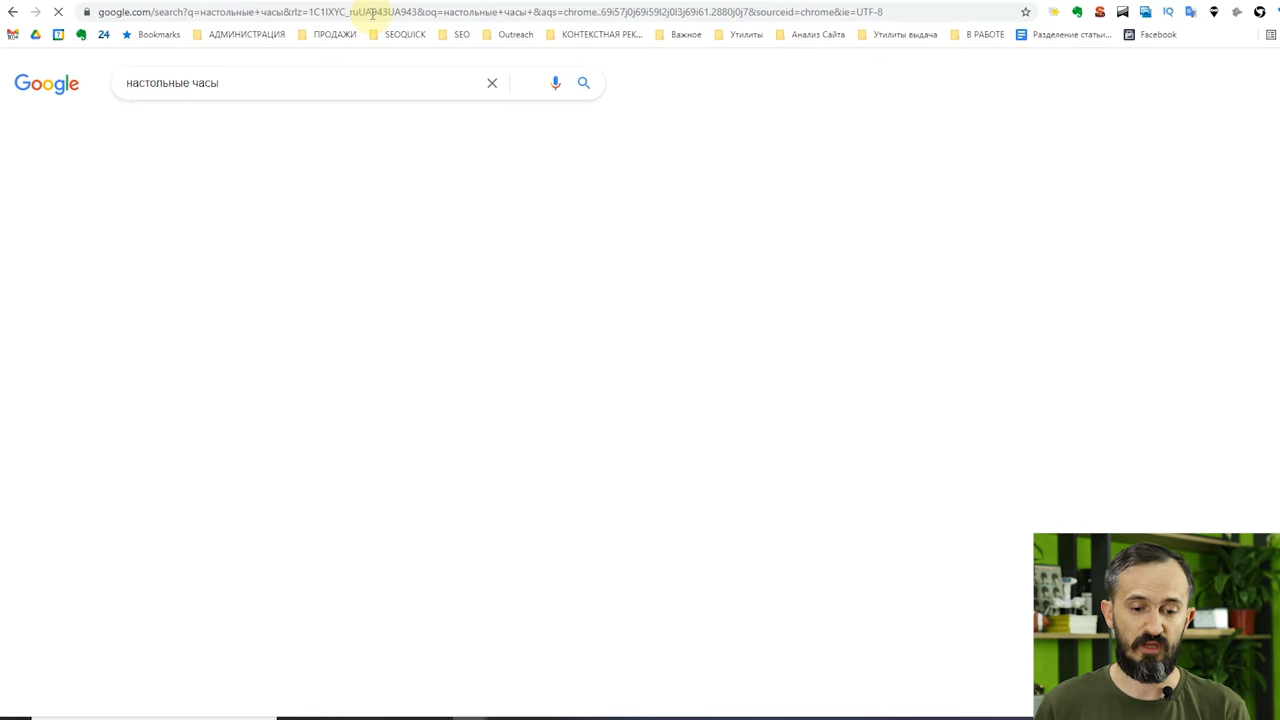 google.com/search?q=настольные+часы&rlz=1C1IXYC_ruUA943UA943&oq=настольные+часы+&aqs=chrome..69i57j0j69i59l2j0l3j69i61.2880j0j7&sourceid=chrome&ie=UTF-8
24 Bookmarks АДМИНИСТРАЦИЯ ПРОДАЖИ SEOQUICK SEO Outreach КОНТЕКСТНАЯ РЕК... Важное Утилиты Анализ Сайта Утилиты выдача В РАБОТЕ Разделение статьи... Facebook
Google настольные часы